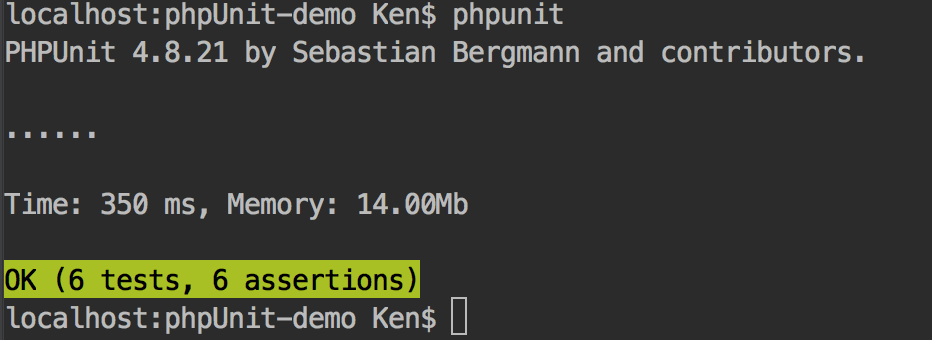 localhost:phpUnit-demo Ken$ phpunit
PHPUnit 4.8.21 by Sebastian Bergmann and contributors.
......
Time: 350 ms, Memory: 14.00Mb
OK (6 tests, 6 assertions)
localhost:phpUnit-demo Ken$